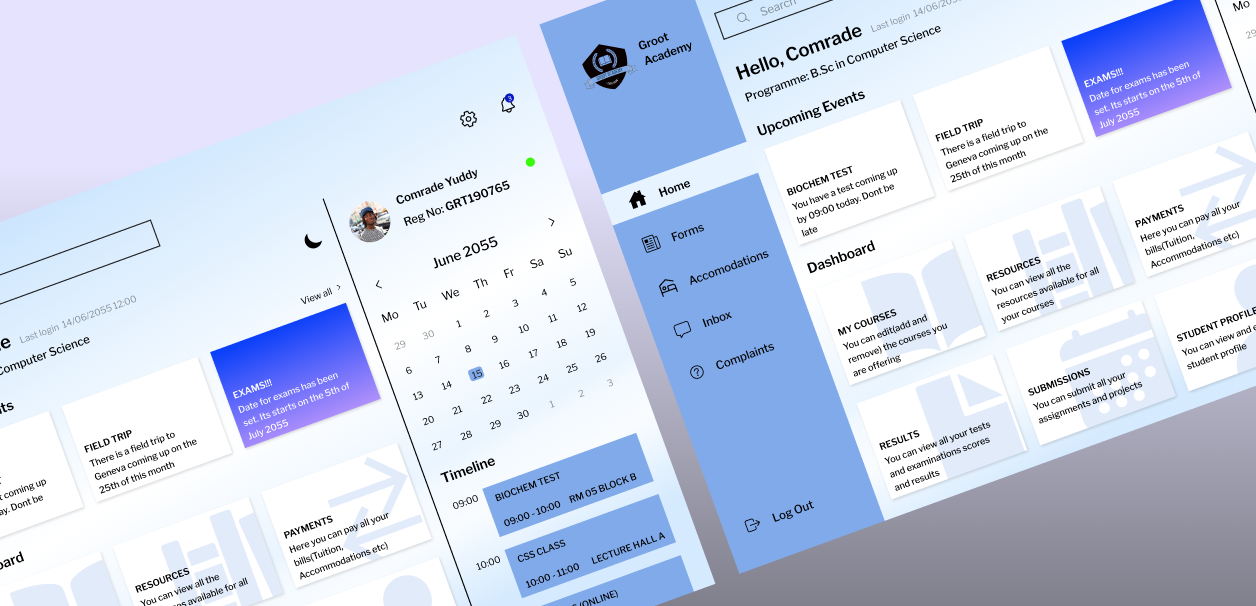 Last login 14/06/2055 12:00
Computer Science
View all
EXAMS!!!
Date for exams has been
set. Its starts on the 5th of
July 2055
FIELD TRIP
There is a field trip to
Geneva coming up on the
25th of this month
coming up
Dont be
PAYMENTS
Here you can pay all your
bills(Tuition,
Accommodations etc)
RESOURCES
You can view all the
resources available for all
3
Comrade Yuddy
Reg No: GRT190765
June 2055
Mo Tu We Th Fr Sa Su
29 30 1 2 3 4 5
6 7 8 9 10 11 12
13 14 15 16 17 18 19
20 21 22 23 24 25 26
27 28 29 30 1 2 3
Timeline
09:00
BIOCHEM TEST
09:00 - 10:00 RM 05 BLOCK B
10:00
CSS CLASS
10:00 - 11:00 LECTURE HALL A
(ONLINE)
Groot
Academy
Home
Forms
Accomodations
Inbox
Complaints
Log Out
Search
Hello, Comrade
Last login 14/06/2055
Programme: B.Sc in Computer Science
Upcoming Events
BIOCHEM TEST
You have a test coming up
by 09:00 today. Dont be
late
FIELD TRIP
There is a field trip to
Geneva coming up on the
25th of this month
EXAMS!!!
Date for exams has been
set. Its starts on the 5th of
July 2055
Mo
29
Dashboard
MY COURSES
You can edit(add and
remove) the courses you
are offering
RESOURCES
You can view all the
resources available for all
your courses
PAYMENTS
Here you can pay all your
bills(Tuition,
Accommodations etc)
RESULTS
You can view all your tests
and examinations scores
and results
SUBMISSIONS
You can submit all your
assignments and projects
STUDENT PROFILE
You can view and
student profile